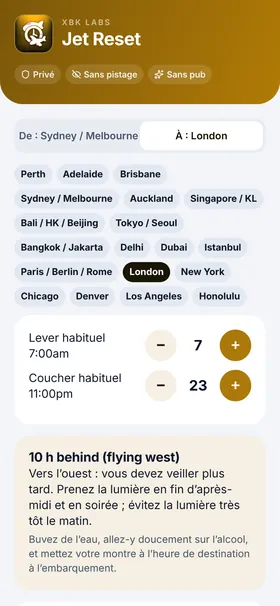 XBK LABS
Jet Reset
Privé
Sans pistage
Sans pub
De : Sydney / Melbourne
À : London
Perth
Adelaide
Brisbane
Sydney / Melbourne
Auckland
Singapore / KL
Bali / HK / Beijing
Tokyo / Seoul
Bangkok / Jakarta
Delhi
Dubai
Istanbul
Paris / Berlin / Rome
London
New York
Chicago
Denver
Los Angeles
Honolulu
Lever habituel
7:00am
− 7 +
Coucher habituel
11:00pm
− 23 +
10 h behind (flying west)
Vers l'ouest : vous devez veiller plus
tard. Prenez la lumière en fin d'après-
midi et en soirée ; évitez la lumière très
tôt le matin.
Buvez de l'eau, allez-y doucement sur l'alcool,
et mettez votre montre à l'heure de destination
à l'embarquement.